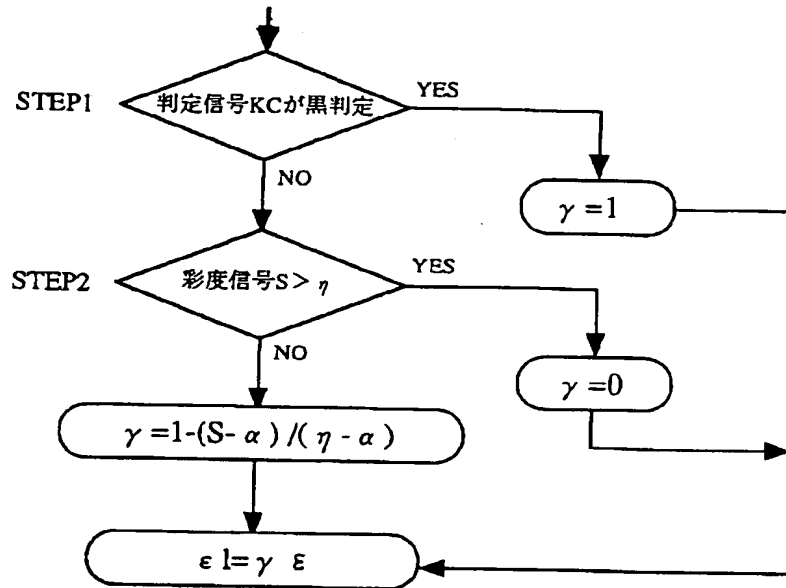 STEP1
判定信号KCが黒判定
YES
NO
γ=1
STEP2
彩度信号S>η
YES
NO
γ=0
γ=1-(S-α)/(η-α)
ε1=γ ε